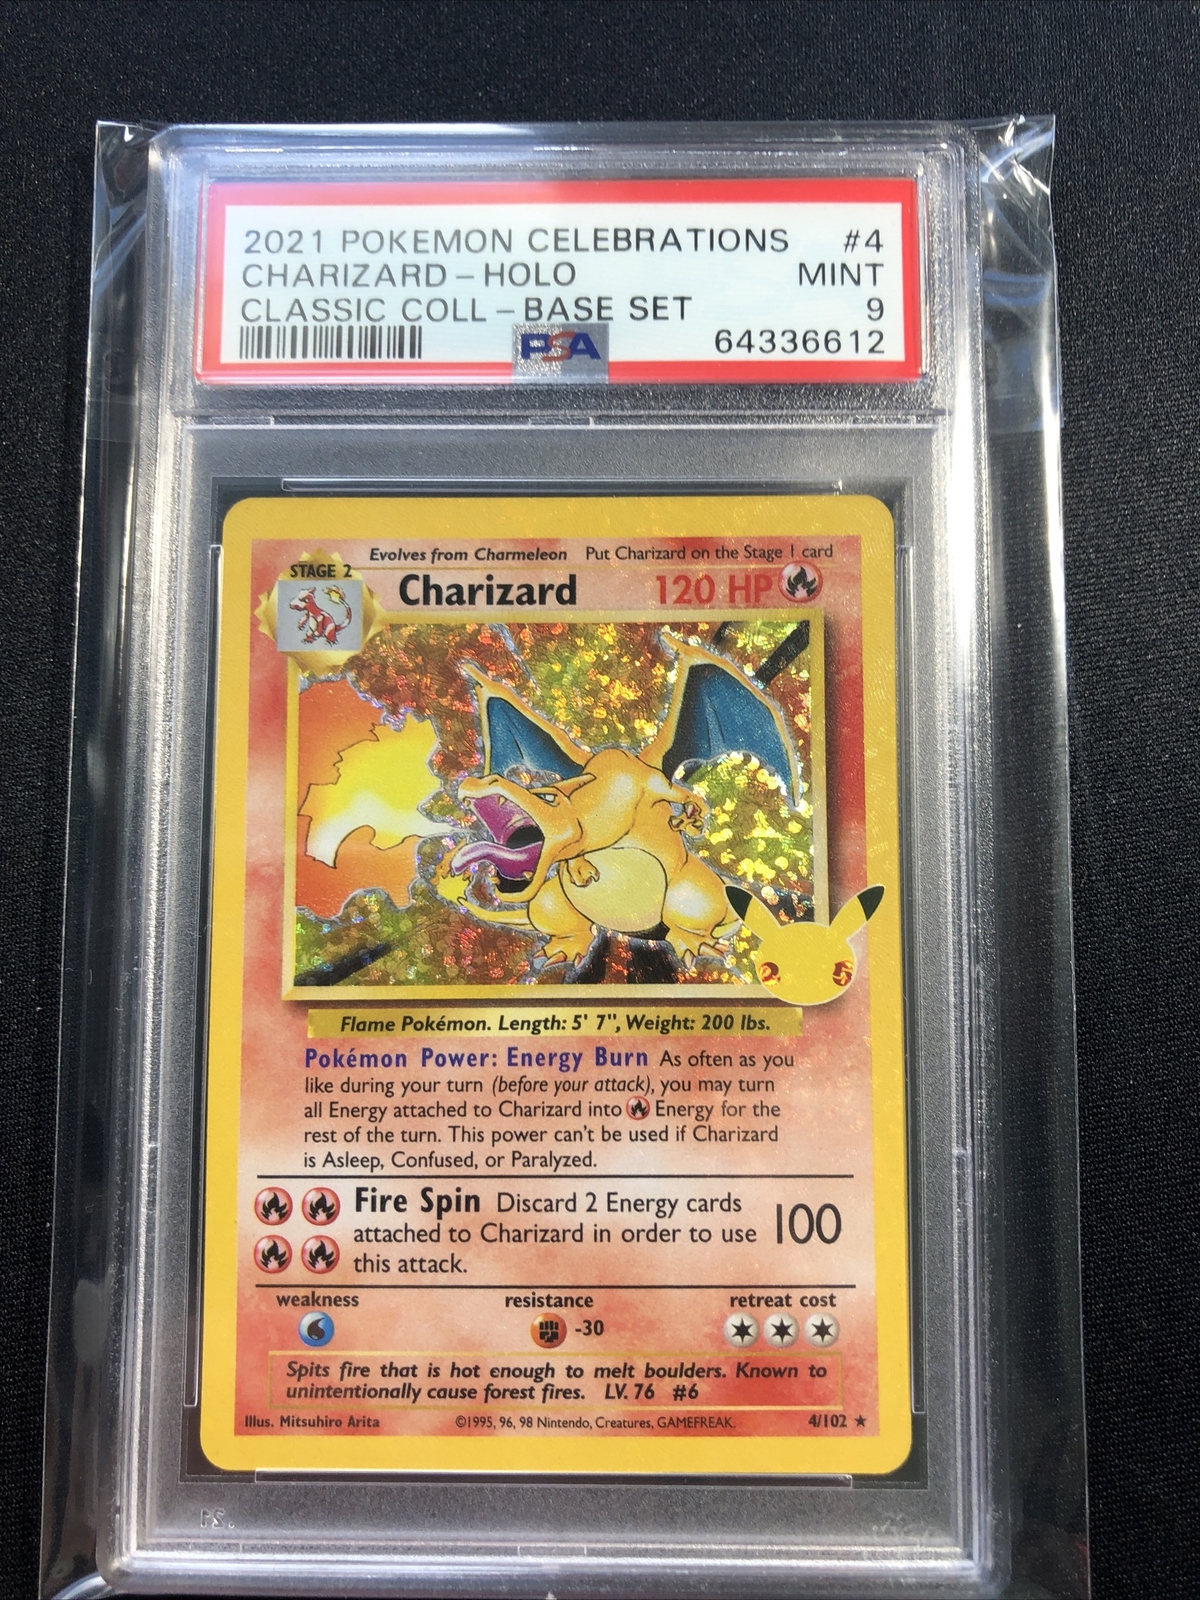 2021 POKEMON CELEBRATIONS #4
CHARIZARD - HOLO MINT
CLASSIC COLL - BASE SET 9
PSA 64336612
Evolves from Charmeleon Put Charizard on the Stage 1 card
STAGE 2
Charizard 120 HP
2 5
Flame Pokémon. Length: 5' 7", Weight: 200 lbs.
Pokémon Power: Energy Burn As often as you
like during your turn (before your attack), you may turn
all Energy attached to Charizard into Energy for the
rest of the turn. This power can't be used if Charizard
is Asleep, Confused, or Paralyzed.
Fire Spin Discard 2 Energy cards
attached to Charizard in order to use 100
this attack.
weakness resistance retreat cost
-30
Spits fire that is hot enough to melt boulders. Known to
unintentionally cause forest fires. LV. 76 #6
Illus. Mitsuhiro Arita ©1995, 96, 98 Nintendo, Creatures, GAMEFREAK. 4/102 ★